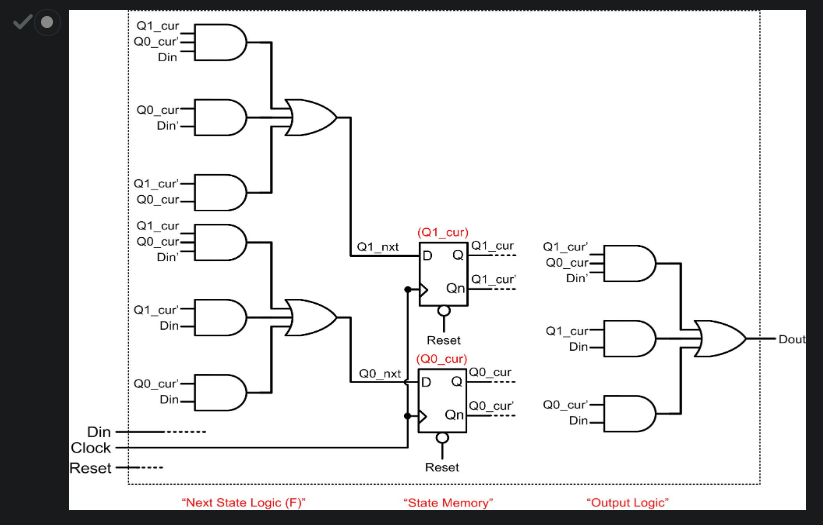 Q1_cur
Q0_cur'
Din
Q0_cur
Din'
Q1_cur'
Q0_cur
Q1_cur
Q0_cur
Din'
Q1_cur'
Din
Q0_cur'
Din
Q1_nxt
(Q1_cur)
D
Q
Qn
Q1_cur
Q1_cur'
Reset
Q0_nxt
(Q0_cur)
D
Q
Qn
Q0_cur
Q0_cur'
Reset
Q1_cur'
Q0_cur
Din'
Q1_cur
Din
Q0_cur'
Din
Dout
Din
Clock
Reset
"Next State Logic (F)"
"State Memory"
"Output Logic"